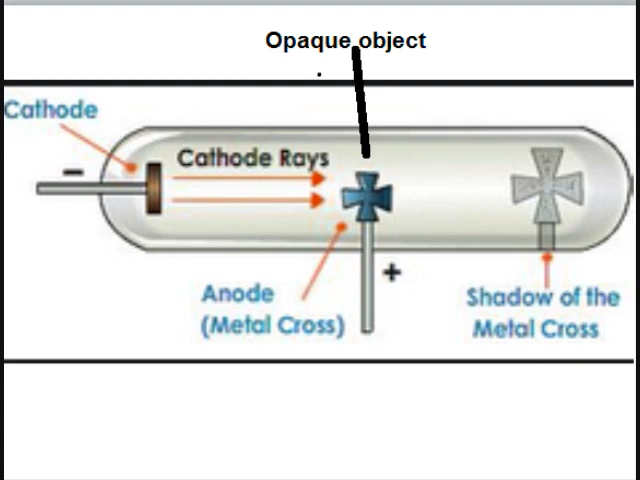 Opaque object
Cathode
Cathode Rays
−
+
Anode
(Metal Cross)
Shadow of the
Metal Cross